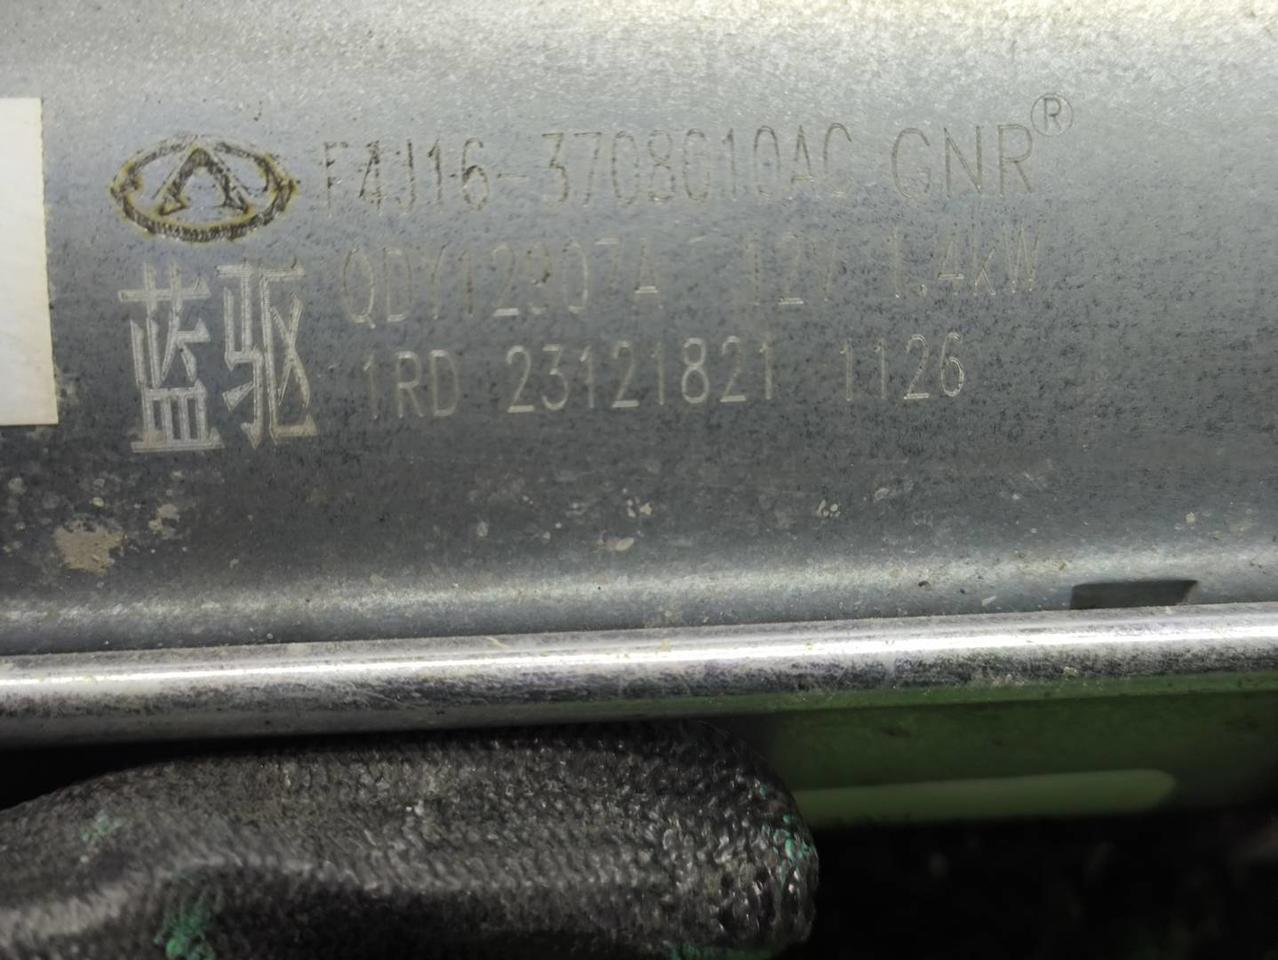 F4J16-3708010AC GNR®
QDY12907A 12V 1.4kW
蓝驱
1RD 23121821 1126